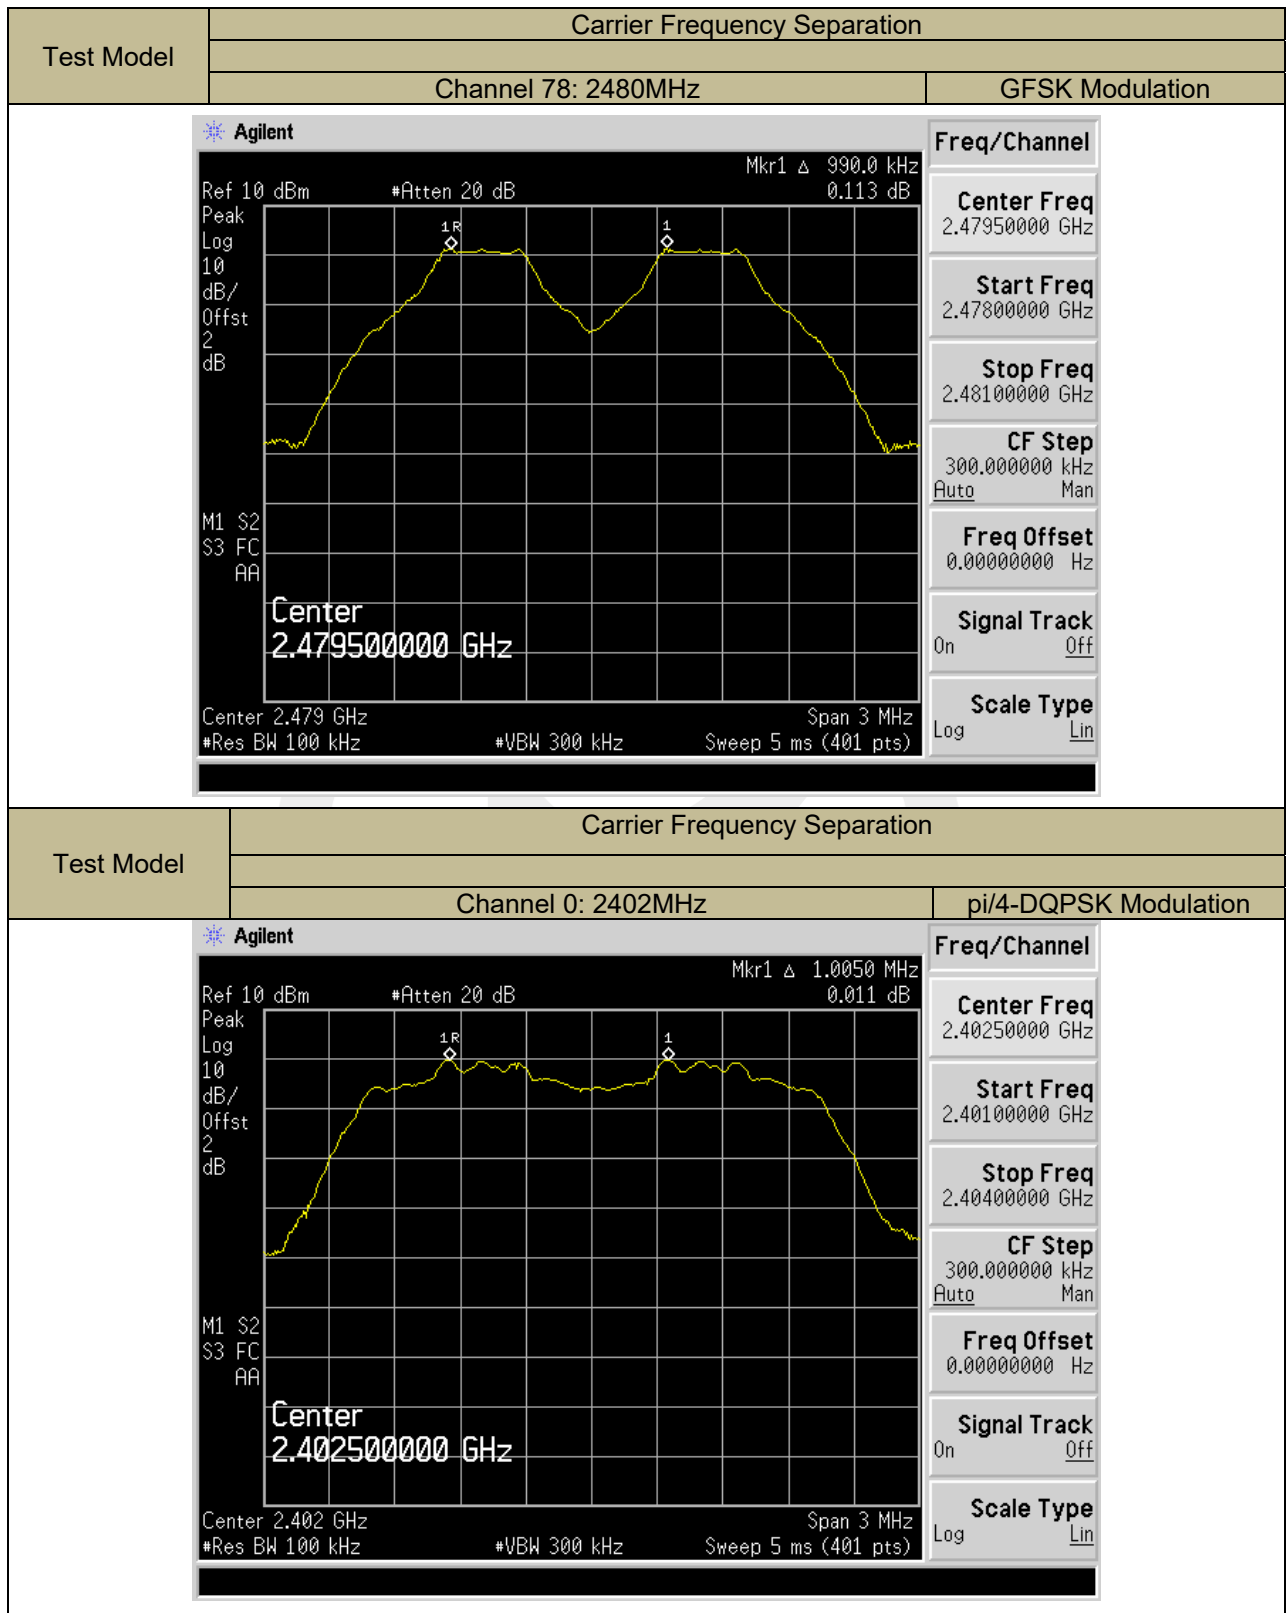 Test Model
Carrier Frequency Separation
Channel 78: 2480MHz
GFSK Modulation
Agilent
Mkr1 Δ 990.0 kHz
Ref 10 dBm #Atten 20 dB 0.113 dB
Peak
Log
10
dB/
Offst
2
dB
1R
1
M1 S2
S3 FC
AA
Center
2.479500000 GHz
Center 2.479 GHz Span 3 MHz
#Res BW 100 kHz #VBW 300 kHz Sweep 5 ms (401 pts)
Freq/Channel
Center Freq
2.47950000 GHz
Start Freq
2.47800000 GHz
Stop Freq
2.48100000 GHz
CF Step
300.000000 kHz
Auto Man
Freq Offset
0.00000000 Hz
Signal Track
On Off
Scale Type
Log Lin
Test Model
Carrier Frequency Separation
Channel 0: 2402MHz
pi/4-DQPSK Modulation
Agilent
Mkr1 Δ 1.0050 MHz
Ref 10 dBm #Atten 20 dB 0.011 dB
Peak
Log
10
dB/
Offst
2
dB
1R
1
M1 S2
S3 FC
AA
Center
2.402500000 GHz
Center 2.402 GHz Span 3 MHz
#Res BW 100 kHz #VBW 300 kHz Sweep 5 ms (401 pts)
Freq/Channel
Center Freq
2.40250000 GHz
Start Freq
2.40100000 GHz
Stop Freq
2.40400000 GHz
CF Step
300.000000 kHz
Auto Man
Freq Offset
0.00000000 Hz
Signal Track
On Off
Scale Type
Log Lin